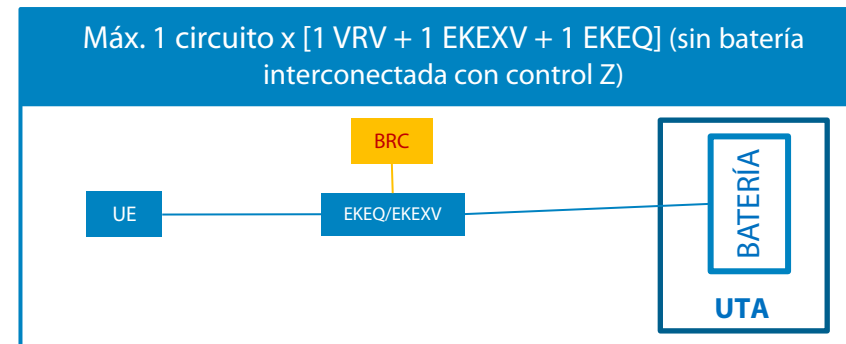 Máx. 1 circuito x [1 VRV + 1 EKEXV + 1 EKEQ] (sin batería
interconectada con control Z)
BRC
UE
EKEQ/EKEXV
BATERÍA
UTA